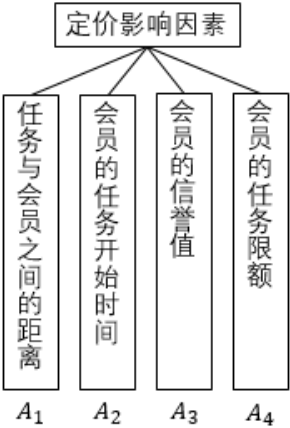 定价影响因素
任务与会员之间的距离
会员的任务开始时间
会员的信誉值
会员的任务限额
A₁ A₂ A₃ A₄